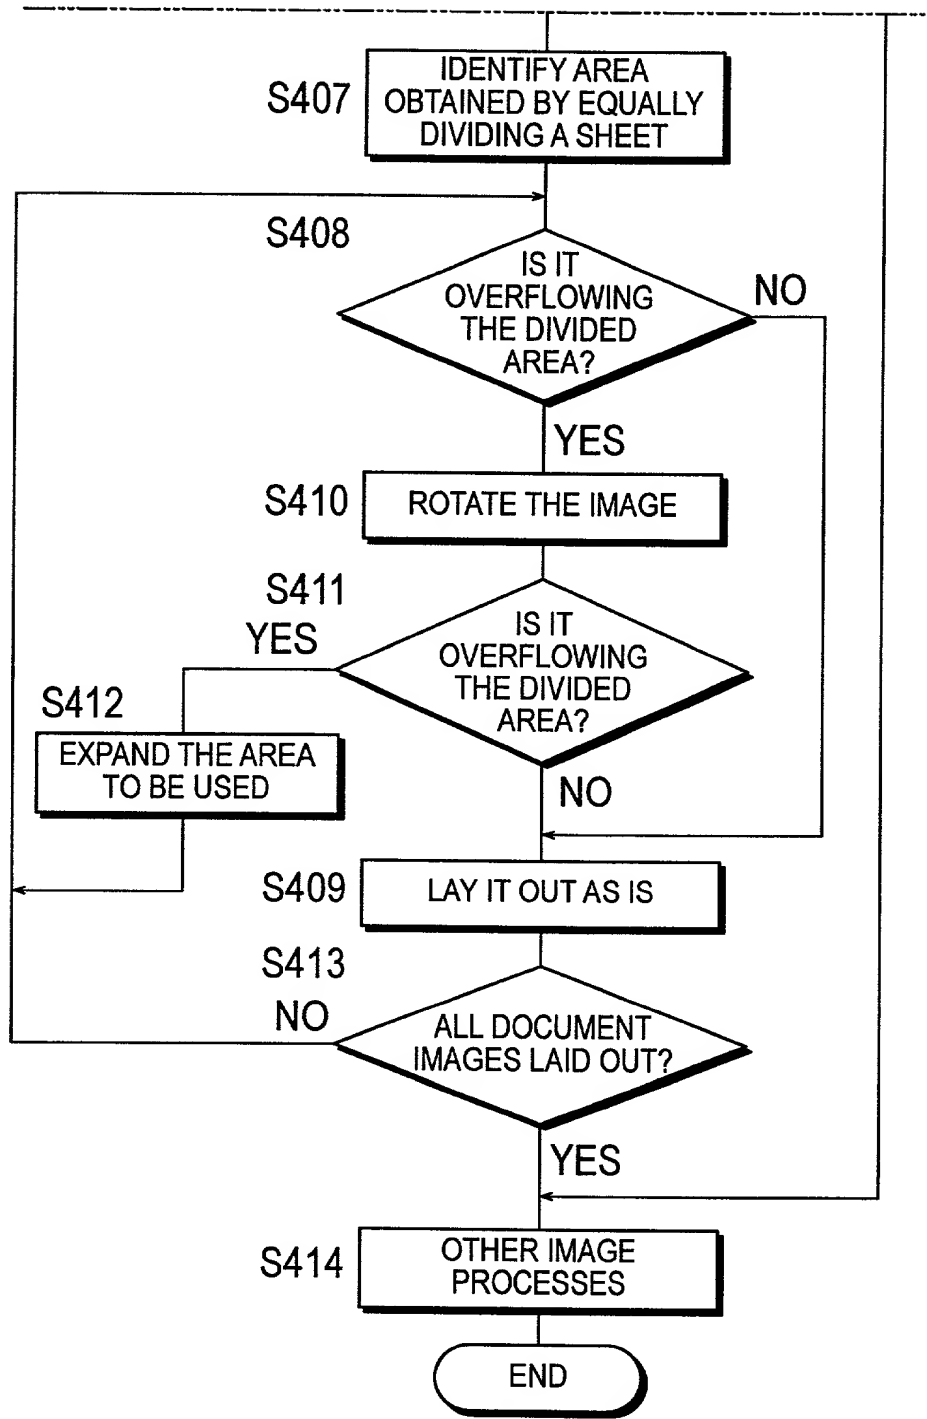 S407
IDENTIFY AREA
OBTAINED BY EQUALLY
DIVIDING A SHEET
S408
IS IT
OVERFLOWING
THE DIVIDED
AREA?
NO
YES
S410
ROTATE THE IMAGE
S411
YES
IS IT
OVERFLOWING
THE DIVIDED
AREA?
S412
EXPAND THE AREA
TO BE USED
NO
S409
LAY IT OUT AS IS
S413
NO
ALL DOCUMENT
IMAGES LAID OUT?
YES
S414
OTHER IMAGE
PROCESSES
END